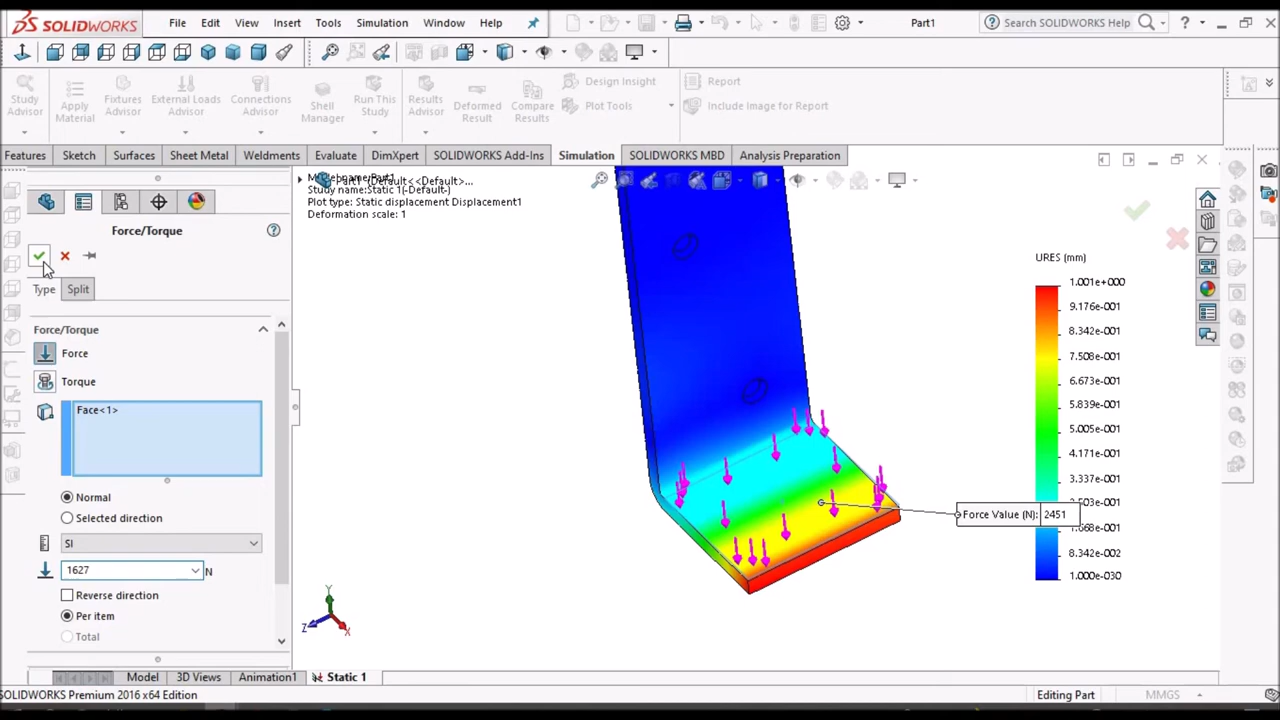 SOLIDWORKS File Edit View Insert Tools Simulation Window Help Part1 Search SOLIDWORKS Help
Study Advisor
Apply Material
Fixtures Advisor
External Loads Advisor
Connections Advisor
Shell Manager
Run This Study
Results Advisor
Deformed Result
Compare Results
Design Insight
Plot Tools
Report
Include Image for Report
Features Sketch Surfaces Sheet Metal Weldments Evaluate DimXpert SOLIDWORKS Add-Ins Simulation SOLIDWORKS MBD Analysis Preparation
Part1 (Default<<Default>...
Study name:Static 1(-Default-)
Plot type: Static displacement Displacement1
Deformation scale: 1
Force/Torque
Type Split
Force/Torque
Force
Torque
Face<1>
Normal
Selected direction
SI
1627 N
Reverse direction
Per item
Total
URES (mm)
1.001e+000
9.176e-001
8.342e-001
7.508e-001
6.673e-001
5.839e-001
5.005e-001
4.171e-001
3.337e-001
2.503e-001
Force Value (N): 2451
8.342e-002
1.000e-030
Y
Z
X
Model 3D Views Animation1 Static 1
SOLIDWORKS Premium 2016 x64 Edition Editing Part MMGS